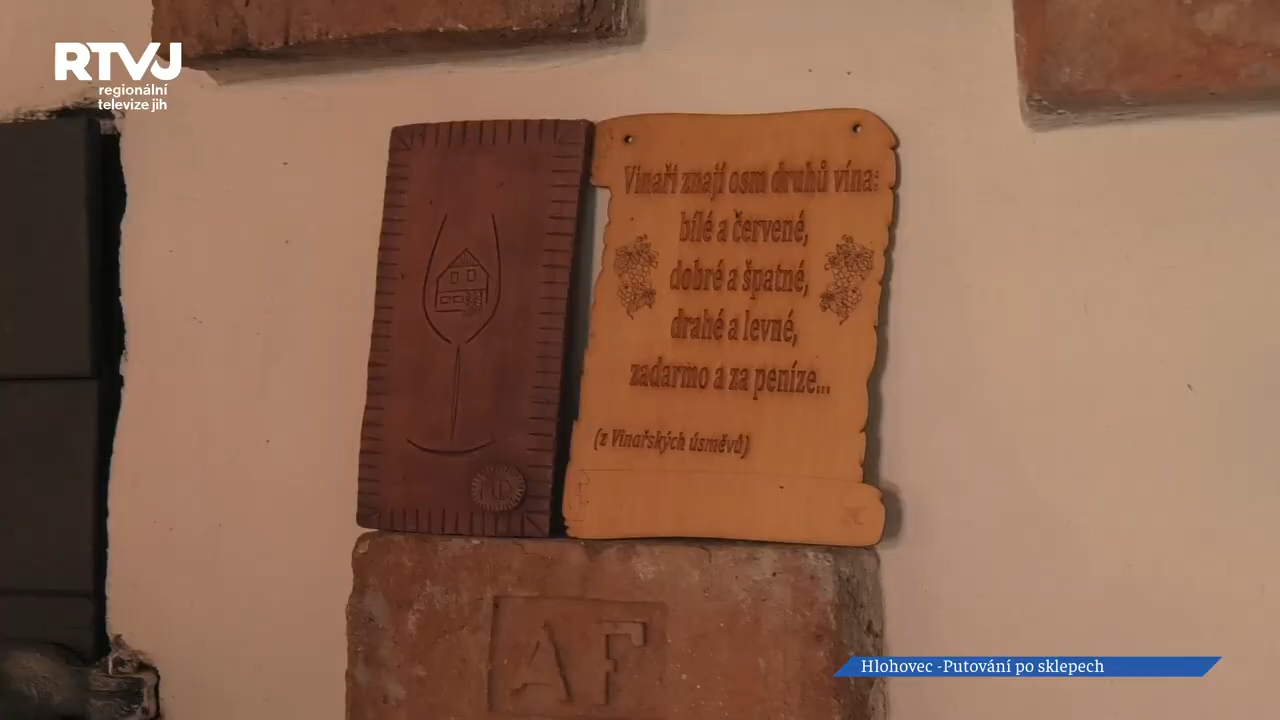 RTVJ
regionální
televize jih
Vinaři znají osm druhů vína:
bílé a červené,
dobré a špatné,
drahé a levné,
zadarmo a za peníze...
(z Vinařských úsměvů)
AF
Hlohovec -Putování po sklepech